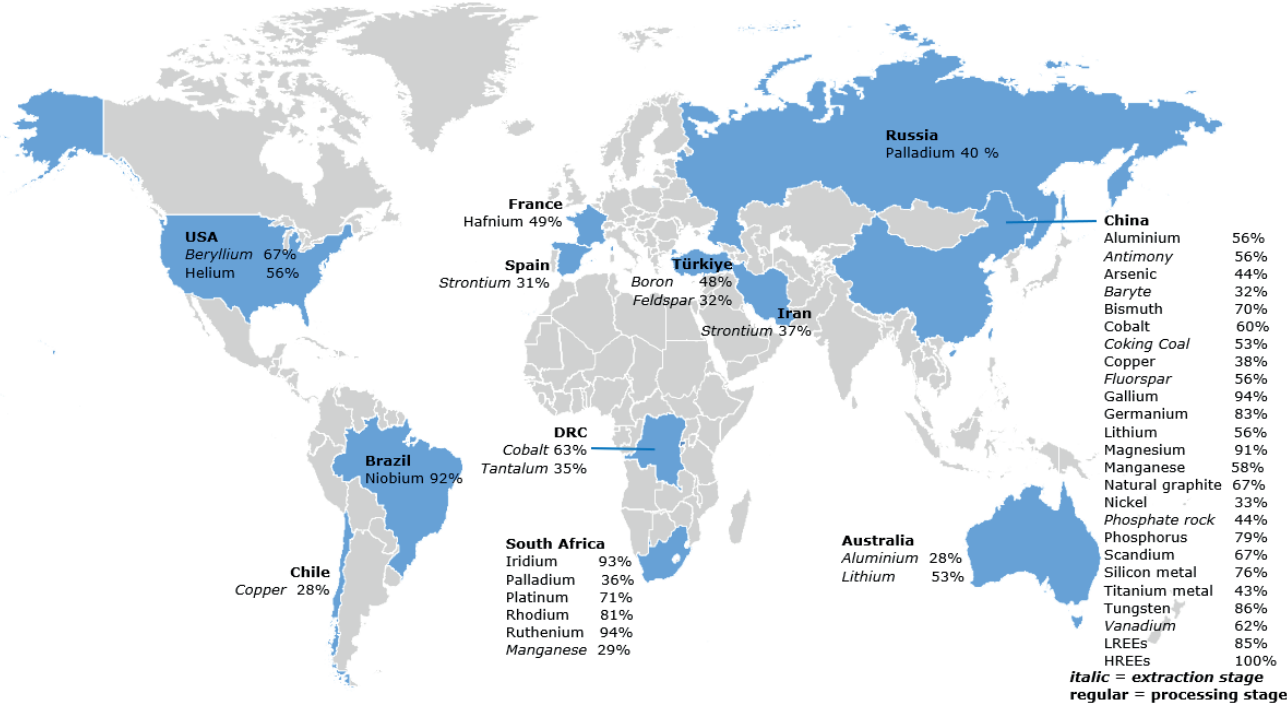 Russia
Palladium 40 %
France
Hafnium 49%
USA
Beryllium 67%
Helium 56%
Spain
Strontium 31%
Türkiye
Boron 48%
Feldspar 32%
Iran
Strontium 37%
China
Aluminium 56%
Antimony 56%
Arsenic 44%
Baryte 32%
Bismuth 70%
Cobalt 60%
Coking Coal 53%
Copper 38%
Fluorspar 56%
Gallium 94%
Germanium 83%
Lithium 56%
Magnesium 91%
Manganese 58%
Natural graphite 67%
Nickel 33%
Phosphate rock 44%
Phosphorus 79%
Scandium 67%
Silicon metal 76%
Titanium metal 43%
Tungsten 86%
Vanadium 62%
LREEs 85%
HREEs 100%
DRC
Cobalt 63%
Tantalum 35%
Brazil
Niobium 92%
Chile
Copper 28%
South Africa
Iridium 93%
Palladium 36%
Platinum 71%
Rhodium 81%
Ruthenium 94%
Manganese 29%
Australia
Aluminium 28%
Lithium 53%
italic = extraction stage
regular = processing stage